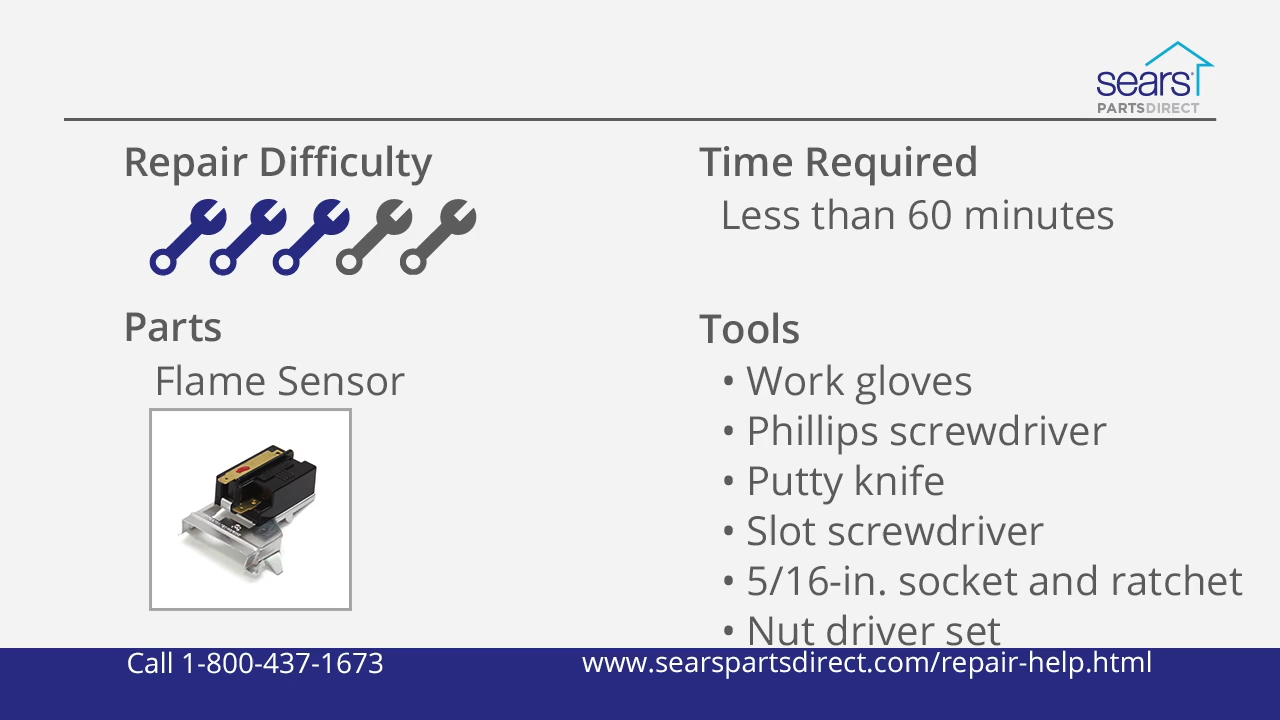 sears
PARTSDIRECT
Repair Difficulty
Time Required
Less than 60 minutes
Parts
Flame Sensor
Tools
• Work gloves
• Phillips screwdriver
• Putty knife
• Slot screwdriver
• 5/16-in. socket and ratchet
• Nut driver set
Call 1-800-437-1673
www.searspartsdirect.com/repair-help.html